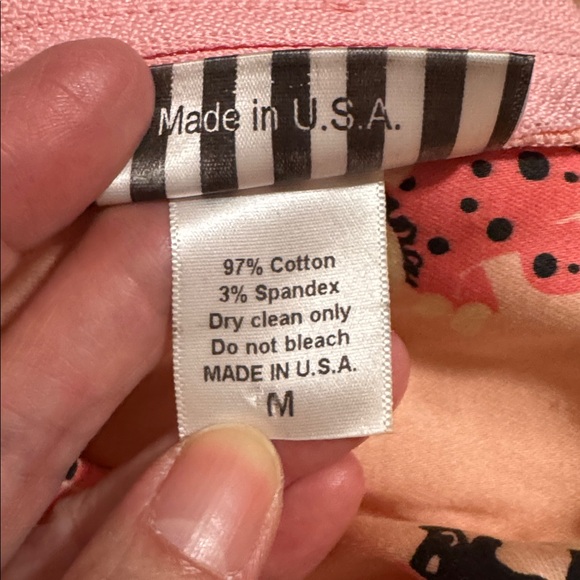 Made in U.S.A.
97% Cotton
3% Spandex
Dry clean only
Do not bleach
MADE IN U.S.A.
M